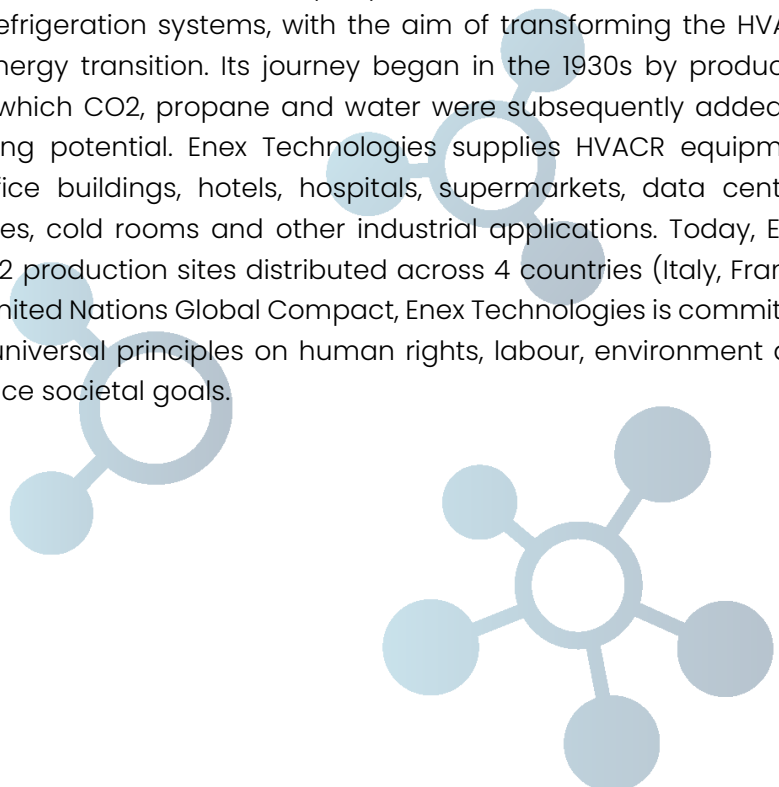 efrigeration systems, with the aim of transforming the HVA
nergy transition. Its journey began in the 1930s by produc
which CO2, propane and water were subsequently added
ng potential. Enex Technologies supplies HVACR equipm
fice buildings, hotels, hospitals, supermarkets, data cent
es, cold rooms and other industrial applications. Today, E
2 production sites distributed across 4 countries (Italy, Fran
nited Nations Global Compact, Enex Technologies is commit
universal principles on human rights, labour, environment a
ce societal goals.